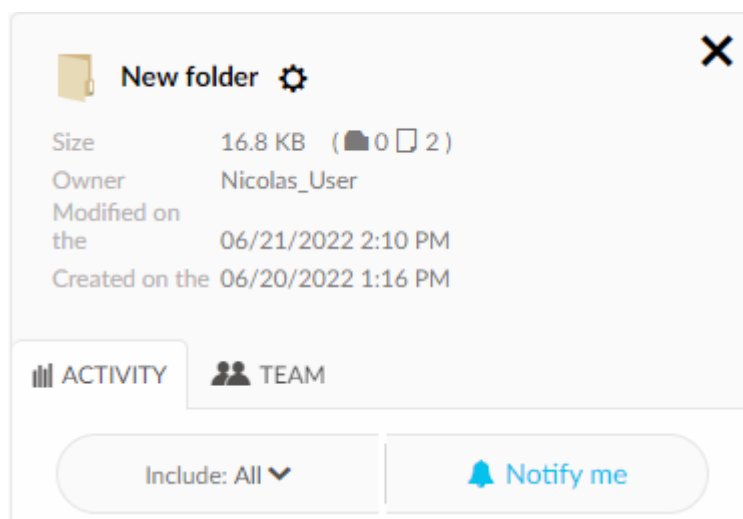 New folder
Size 16.8 KB ( 0 2 )
Owner Nicolas_User
Modified on
the 06/21/2022 2:10 PM
Created on the 06/20/2022 1:16 PM
ACTIVITY TEAM
Include: All Notify me